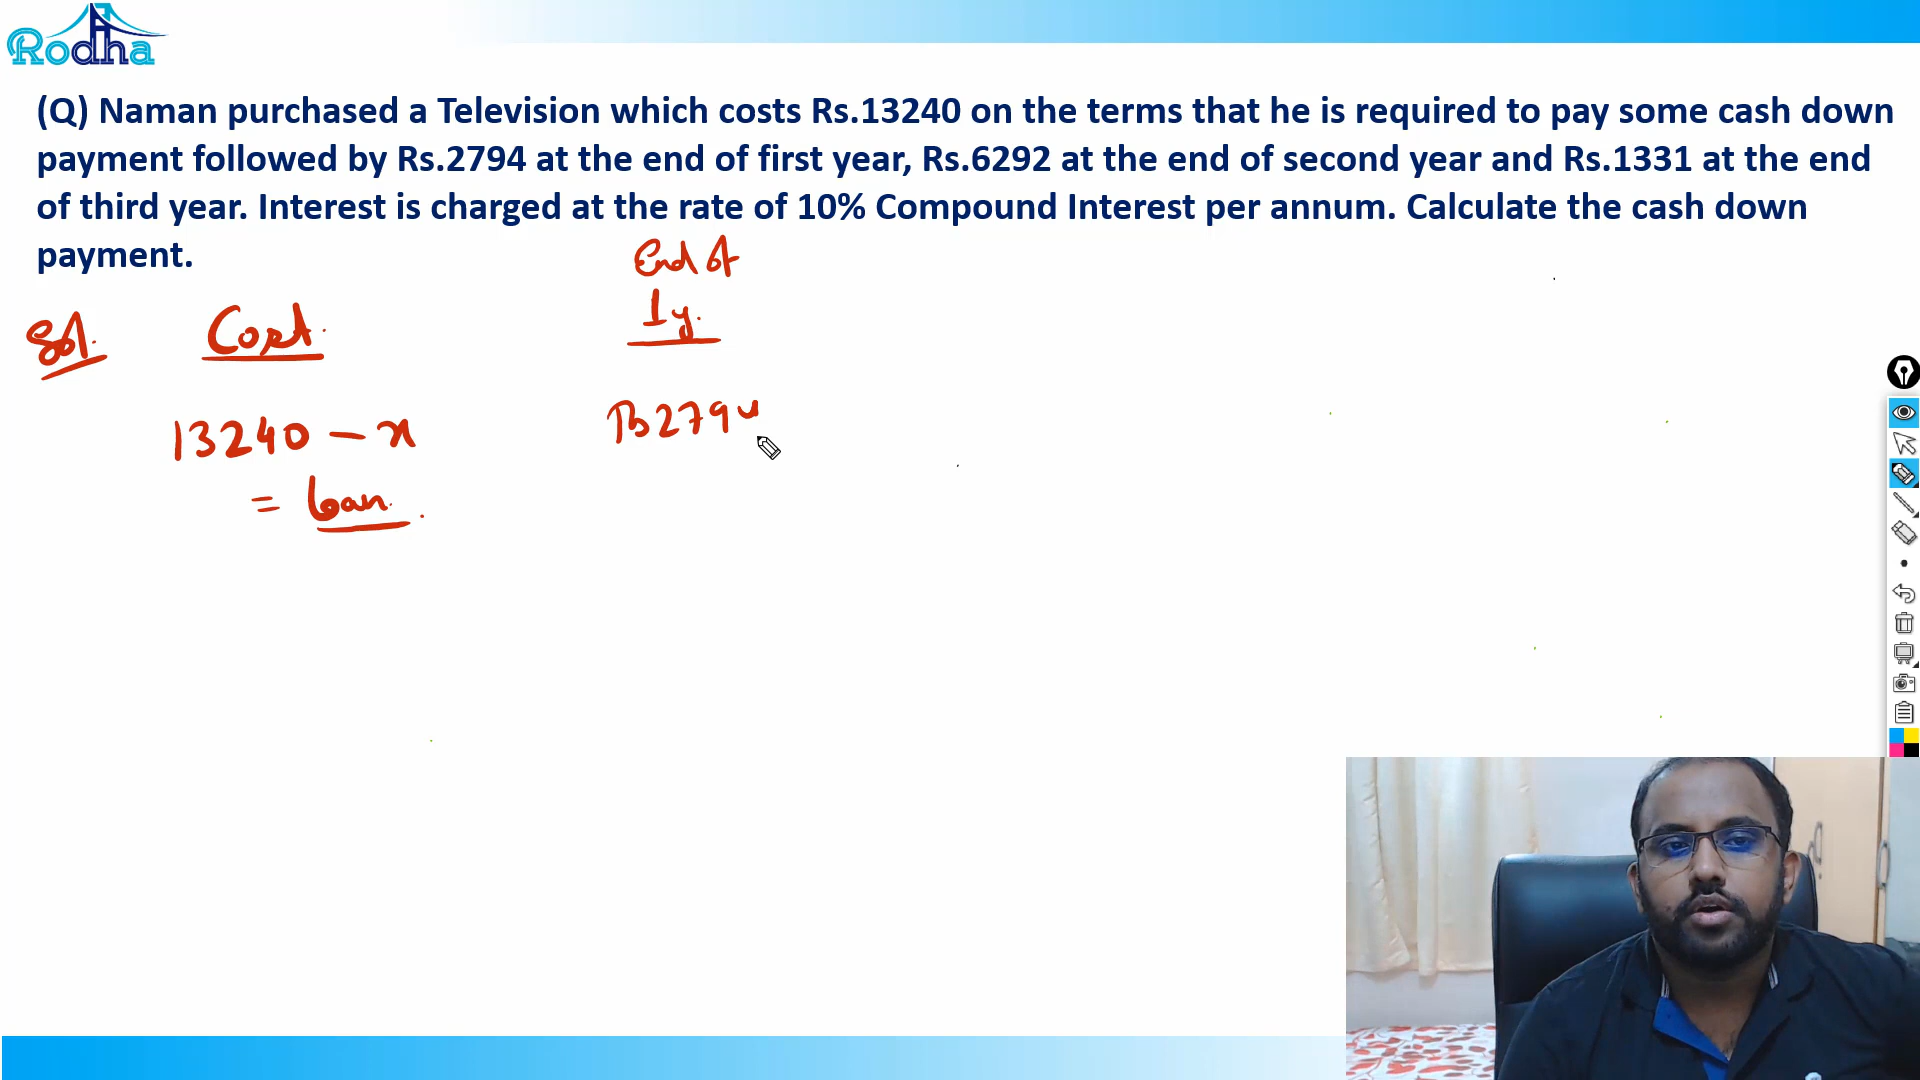 Rodha
(Q) Naman purchased a Television which costs Rs.13240 on the terms that he is required to pay some cash down
payment followed by Rs.2794 at the end of first year, Rs.6292 at the end of second year and Rs.1331 at the end
of third year. Interest is charged at the rate of 10% Compound Interest per annum. Calculate the cash down
payment.
End of
1y.
Sol.
Cost.
13240 - x
Rs 2794
= loan.